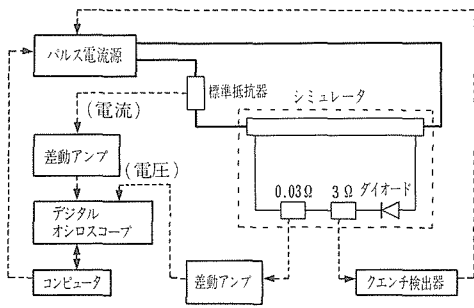 パルス電流源
標準抵抗器
シミュレータ
(電流)
差動アンプ
(電圧)
0.03Ω
3Ω
ダイオード
デジタル
オシロスコープ
コンピュータ
差動アンプ
クエンチ検出器